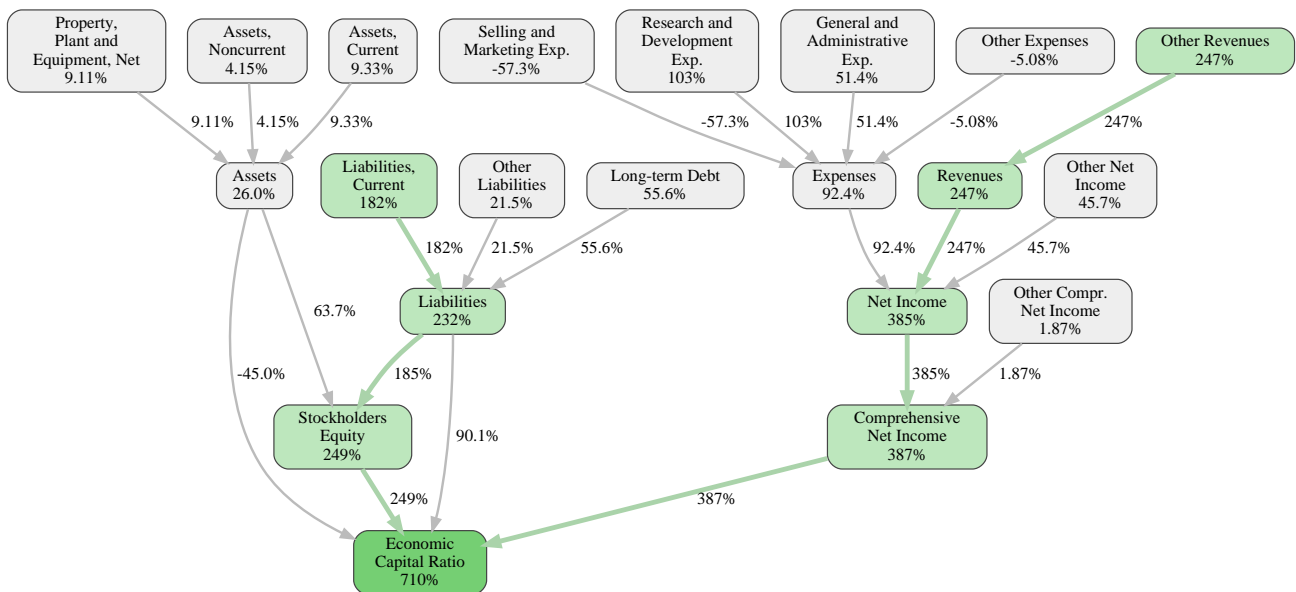 Property,
Plant and
Equipment, Net
9.11%
Assets,
Noncurrent
4.15%
Assets,
Current
9.33%
Selling and
Marketing Exp.
-57.3%
Research and
Development
Exp.
103%
General and
Administrative
Exp.
51.4%
Other Expenses
-5.08%
Other Revenues
247%
9.11%
4.15%
9.33%
-57.3%
103%
51.4%
-5.08%
247%
Assets
26.0%
Liabilities,
Current
182%
Other
Liabilities
21.5%
Long-term Debt
55.6%
Expenses
92.4%
Revenues
247%
Other Net
Income
45.7%
182%
21.5%
55.6%
92.4%
247%
45.7%
Liabilities
232%
Net Income
385%
Other Compr.
Net Income
1.87%
63.7%
-45.0%
185%
385%
1.87%
Stockholders
Equity
249%
90.1%
Comprehensive
Net Income
387%
249%
387%
Economic
Capital Ratio
710%